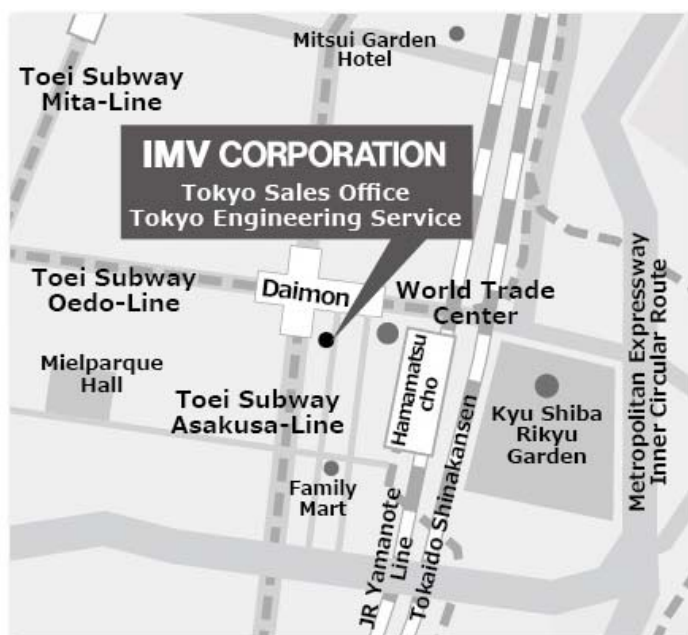 Mitsui Garden
Hotel
Toei Subway
Mita-Line
IMV CORPORATION
Tokyo Sales Office
Tokyo Engineering Service
Toei Subway
Oedo-Line
Daimon
World Trade
Center
Metropolitan Expressway
Inner Circular Route
Mielparque
Hall
Hamamatsu
cho
Toei Subway
Asakusa-Line
Kyu Shiba
Rikyu
Garden
Family
Mart
JR Yamanote
Line
Tokaido Shinakansen